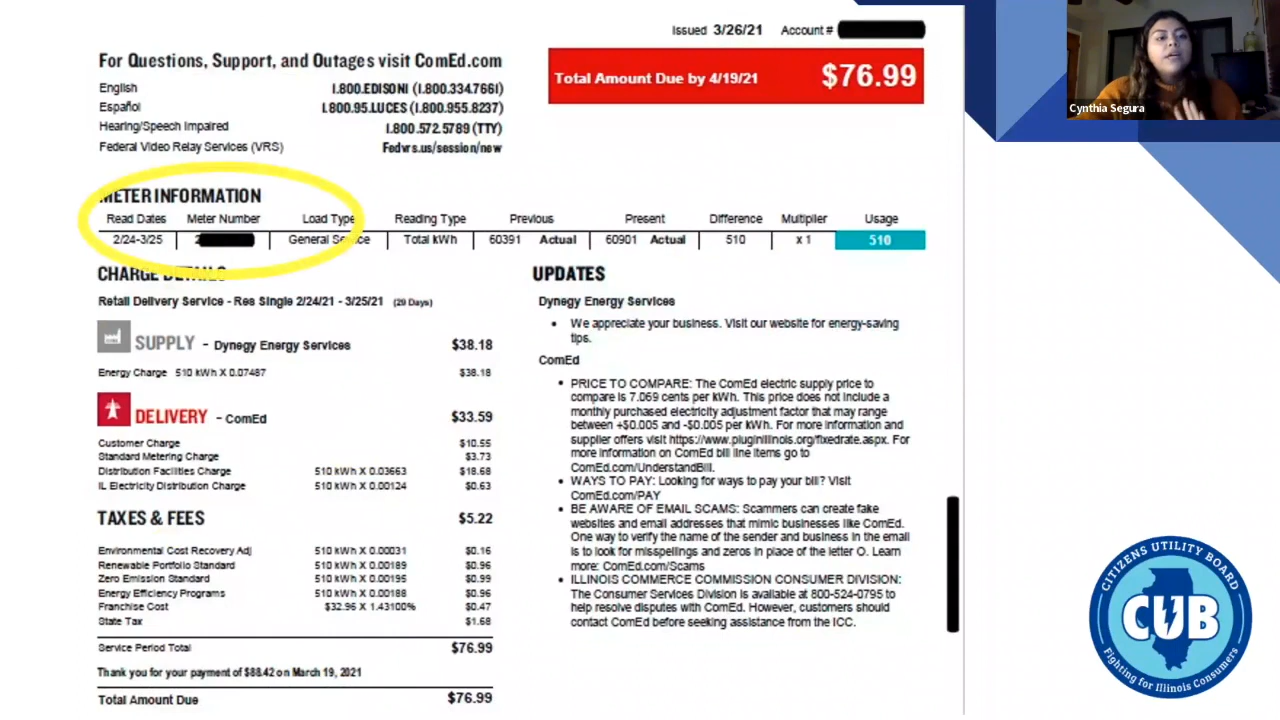 Issued 3/26/21 Account #
For Questions, Support, and Outages visit ComEd.com
English 1.800.EDISON1 (1.800.334.7661)
Español 1.800.95.LUCES (1.800.955.8237)
Hearing/Speech Impaired 1.800.572.5789 (TTY)
Federal Video Relay Services (VRS) Fedvrs.us/session/new
Total Amount Due by 4/19/21 $76.99
Cynthia Segura
METER INFORMATION
Read Dates Meter Number Load Type Reading Type Previous Present Difference Multiplier Usage
2/24-3/25 2 General Service Total kWh 60391 Actual 60901 Actual 510 x 1 510
CHARGE DETAILS
Retail Delivery Service - Res Single 2/24/21 - 3/25/21 (29 Days)
SUPPLY - Dynegy Energy Services $38.18
Energy Charge 510 kWh X 0.07487 $38.18
DELIVERY - ComEd $33.59
Customer Charge $10.55
Standard Metering Charge $3.73
Distribution Facilities Charge 510 kWh X 0.03663 $18.68
IL Electricity Distribution Charge 510 kWh X 0.00124 $0.63
TAXES & FEES $5.22
Environmental Cost Recovery Adj 510 kWh X 0.00031 $0.16
Renewable Portfolio Standard 510 kWh X 0.00189 $0.96
Zero Emission Standard 510 kWh X 0.00195 $0.99
Energy Efficiency Programs 510 kWh X 0.00188 $0.96
Franchise Cost $32.96 X 1.43100% $0.47
State Tax $1.68
Service Period Total $76.99
Thank you for your payment of $88.42 on March 19, 2021
Total Amount Due $76.99
UPDATES
Dynegy Energy Services
• We appreciate your business. Visit our website for energy-saving
tips.
ComEd
• PRICE TO COMPARE: The ComEd electric supply price to
compare is 7.069 cents per kWh. This price does not include a
monthly purchased electricity adjustment factor that may range
between +$0.005 and -$0.005 per kWh. For more information and
supplier offers visit https://www.pluginillinois.org/fixedrate.aspx. For
more information on ComEd bill line items go to
ComEd.com/UnderstandBill.
• WAYS TO PAY: Looking for ways to pay your bill? Visit
ComEd.com/PAY
• BE AWARE OF EMAIL SCAMS: Scammers can create fake
websites and email addresses that mimic businesses like ComEd.
One way to verify the name of the sender and business in the email
is to look for misspellings and zeros in place of the letter O. Learn
more: ComEd.com/Scams
• ILLINOIS COMMERCE COMMISSION CONSUMER DIVISION:
The Consumer Services Division is available at 800-524-0795 to
help resolve disputes with ComEd. However, customers should
contact ComEd before seeking assistance from the ICC.
CITIZENS UTILITY BOARD
CUB
Fighting for Illinois Consumers